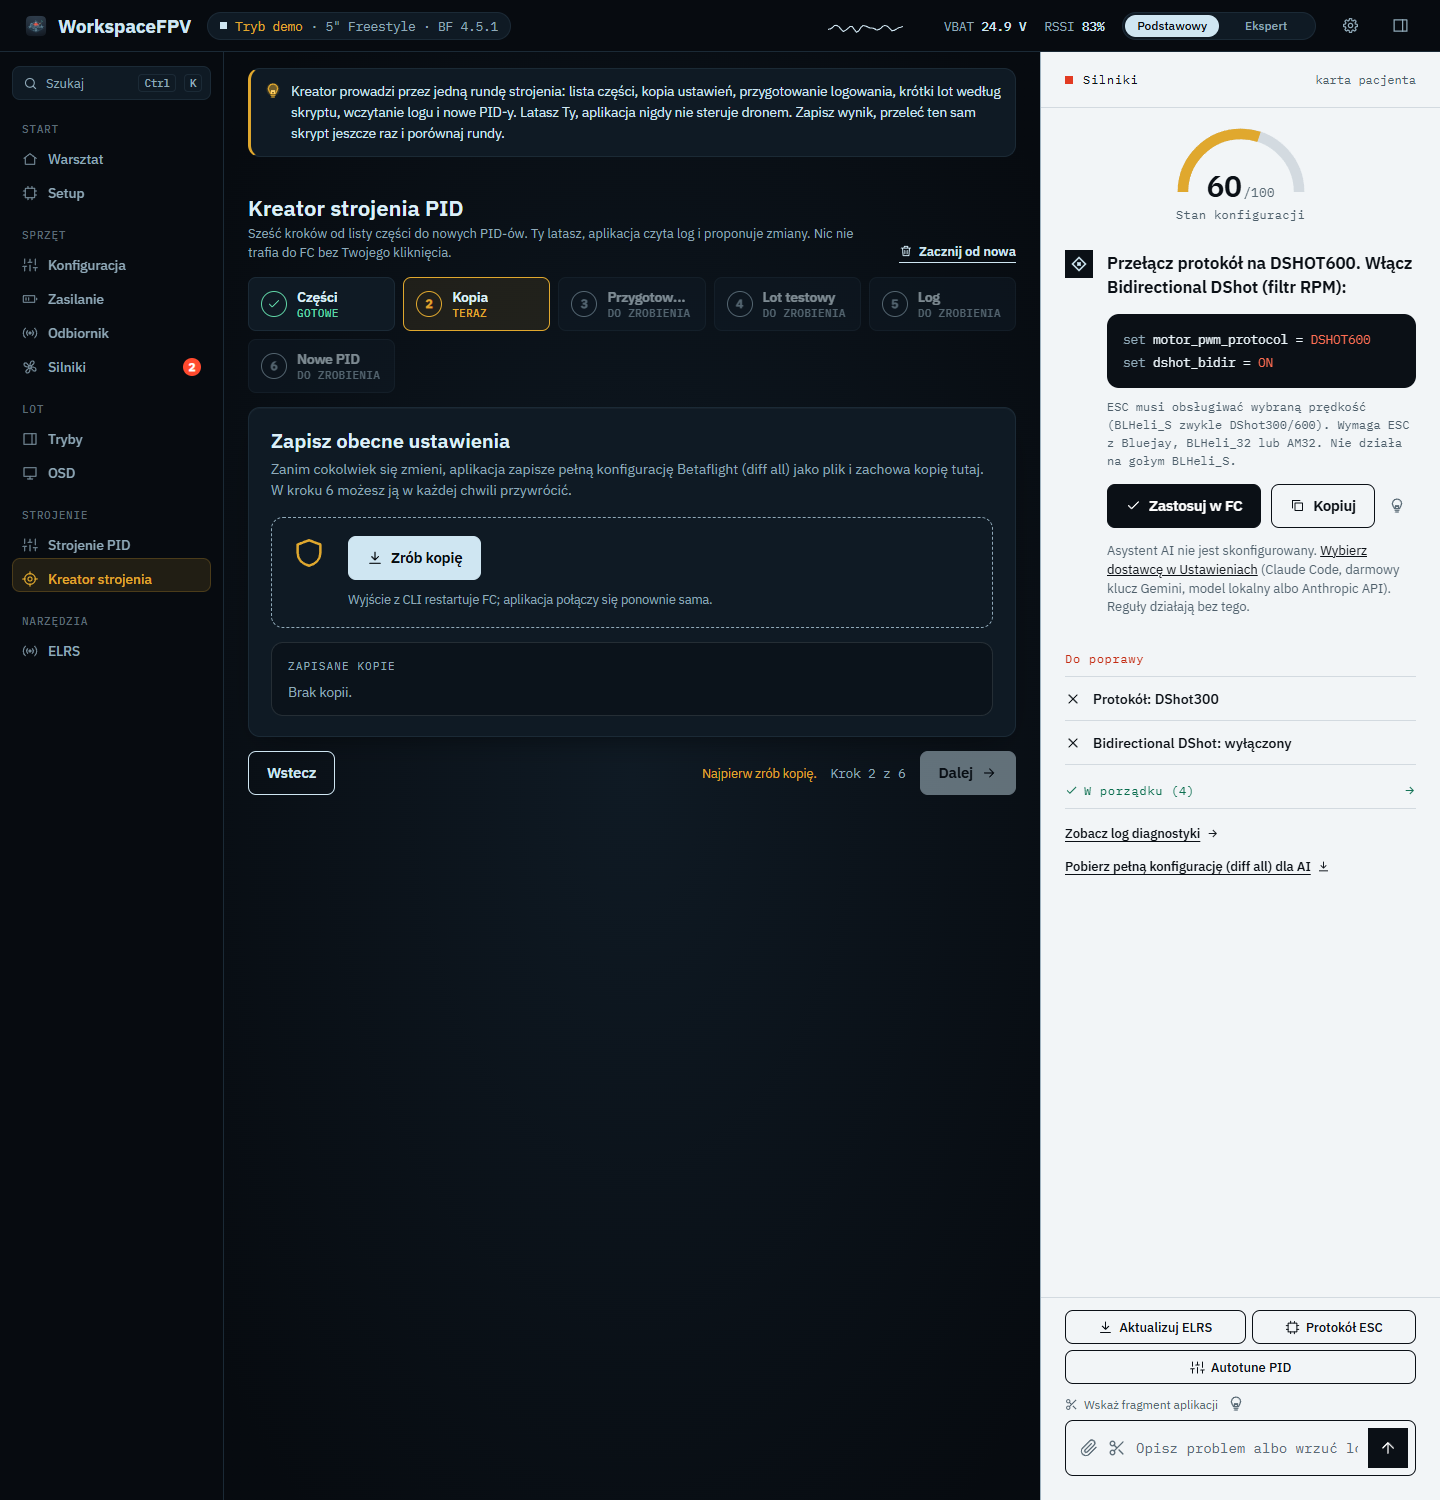 WorkspaceFPV
Tryb demo · 5" Freestyle · BF 4.5.1
VBAT 24.9 V
RSSI 83%
Podstawowy
Ekspert
Szukaj
Ctrl K
START
Warsztat
Setup
SPRZĘT
Konfiguracja
Zasilanie
Odbiornik
Silniki
2
LOT
Tryby
OSD
STROJENIE
Strojenie PID
Kreator strojenia
NARZĘDZIA
ELRS
Kreator prowadzi przez jedną rundę strojenia: lista części, kopia ustawień, przygotowanie logowania, krótki lot według
skryptu, wczytanie logu i nowe PID-y. Latasz Ty, aplikacja nigdy nie steruje dronem. Zapisz wynik, przeleć ten sam
skrypt jeszcze raz i porównaj rundy.
Kreator strojenia PID
Sześć kroków od listy części do nowych PID-ów. Ty latasz, aplikacja czyta log i proponuje zmiany. Nic nie
trafia do FC bez Twojego kliknięcia.
Zacznij od nowa
Części
GOTOWE
2
Kopia
TERAZ
3
Przygotow...
DO ZROBIENIA
4
Lot testowy
DO ZROBIENIA
5
Log
DO ZROBIENIA
6
Nowe PID
DO ZROBIENIA
Zapisz obecne ustawienia
Zanim cokolwiek się zmieni, aplikacja zapisze pełną konfigurację Betaflight (diff all) jako plik i zachowa kopię tutaj.
W kroku 6 możesz ją w każdej chwili przywrócić.
Zrób kopię
Wyjście z CLI restartuje FC; aplikacja połączy się ponownie sama.
ZAPISANE KOPIE
Brak kopii.
Wstecz
Najpierw zrób kopię.
Krok 2 z 6
Dalej
Silniki
karta pacjenta
60/100
Stan konfiguracji
Przełącz protokół na DSHOT600. Włącz
Bidirectional DShot (filtr RPM):
set motor_pwm_protocol = DSHOT600
set dshot_bidir = ON
ESC musi obsługiwać wybraną prędkość
(BLHeli_S zwykle DShot300/600). Wymaga ESC
z Bluejay, BLHeli_32 lub AM32. Nie działa
na gołym BLHeli_S.
Zastosuj w FC
Kopiuj
Asystent AI nie jest skonfigurowany. Wybierz
dostawcę w Ustawieniach (Claude Code, darmowy
klucz Gemini, model lokalny albo Anthropic API).
Reguły działają bez tego.
Do poprawy
Protokół: DShot300
Bidirectional DShot: wyłączony
W porządku (4)
Zobacz log diagnostyki
Pobierz pełną konfigurację (diff all) dla AI
Aktualizuj ELRS
Protokół ESC
Autotune PID
Wskaż fragment aplikacji
Opisz problem albo wrzuć lo